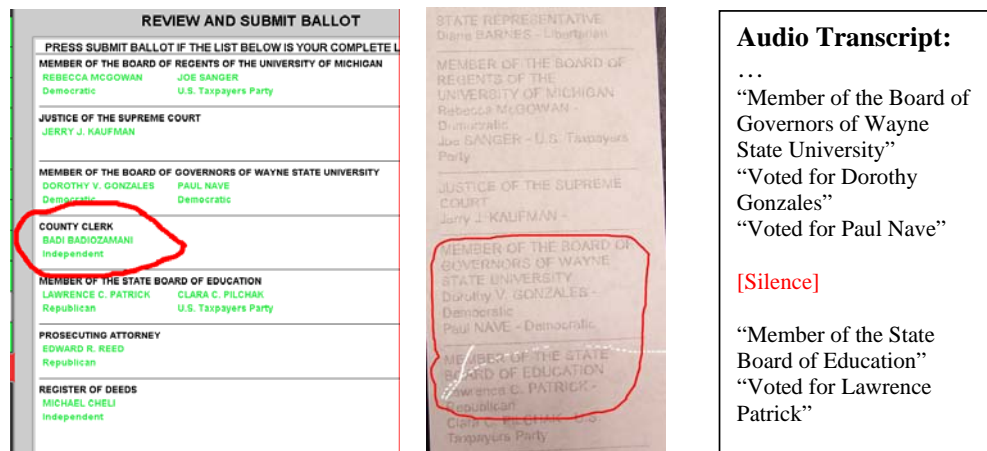 REVIEW AND SUBMIT BALLOT
PRESS SUBMIT BALLOT IF THE LIST BELOW IS YOUR COMPLETE L
MEMBER OF THE BOARD OF REGENTS OF THE UNIVERSITY OF MICHIGAN
REBECCA MCGOWAN JOE SANGER
Democratic U.S. Taxpayers Party
JUSTICE OF THE SUPREME COURT
JERRY J. KAUFMAN
MEMBER OF THE BOARD OF GOVERNORS OF WAYNE STATE UNIVERSITY
DOROTHY V. GONZALES PAUL NAVE
Democratic Democratic
COUNTY CLERK
BADI BADIOZAMANI
Independent
MEMBER OF THE STATE BOARD OF EDUCATION
LAWRENCE C. PATRICK CLARA C. PILCHAK
Republican U.S. Taxpayers Party
PROSECUTING ATTORNEY
EDWARD R. REED
Republican
REGISTER OF DEEDS
MICHAEL CHELI
Independent
STATE REPRESENTATIVE
Diane BARNES - Libertarian
MEMBER OF THE BOARD OF
REGENTS OF THE
UNIVERSITY OF MICHIGAN
Rebecca McGOWAN -
Democratic
Joe SANGER - U.S. Taxpayers
Party
JUSTICE OF THE SUPREME
COURT
Jerry J. KAUFMAN -
MEMBER OF THE BOARD OF
GOVERNORS OF WAYNE
STATE UNIVERSITY
Dorothy V. GONZALES -
Democratic
Paul NAVE - Democratic
MEMBER OF THE STATE
BOARD OF EDUCATION
Lawrence C. PATRICK -
Republican
Clara C. PILCHAK - U.S.
Taxpayers Party
Audio Transcript:
…
“Member of the Board of
Governors of Wayne
State University”
“Voted for Dorothy
Gonzales”
“Voted for Paul Nave”
[Silence]
“Member of the State
Board of Education”
“Voted for Lawrence
Patrick”